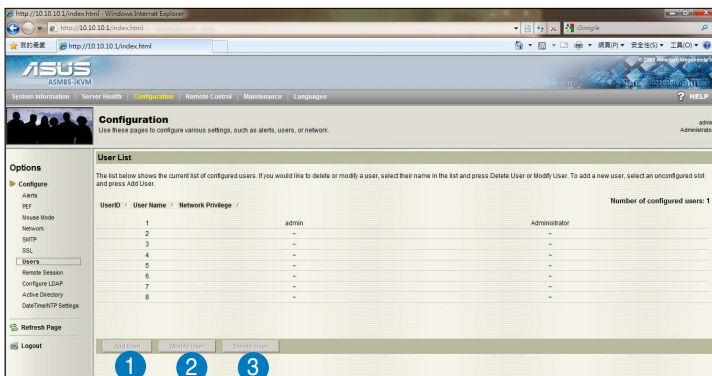 http://10.10.10.1/index.html - Windows Internet Explorer
http://10.10.10.1/index.html
Google
我的最愛
http://10.10.10.1/index.html
網頁(P)
安全性(S)
工具(O)
ASUS
ASMB5-iKVM
System Information
Server Health
Configuration
Remote Control
Maintenance
Languages
? HELP
Configuration
Use these pages to configure various settings, such as alerts, users, or network.
Options
Configure
Alerts
PEF
Mouse Mode
Network
SMTP
SSL
Users
Remote Session
Configure LDAP
Active Directory
DateTime/NTP Settings
Refresh Page
Logout
User List
The list below shows the current list of configured users. If you would like to delete or modify a user, select their name in the list and press Delete User or Modify User. To add a new user, select an unconfigured slot
and press Add User.
Number of configured users: 1
UserID / User Name / Network Privilege /
1 admin Administrator
2 ~ ~
3 ~ ~
4 ~ ~
5 ~ ~
6 ~ ~
7 ~ ~
8 ~ ~
Add User Modify User Delete User
1 2 3